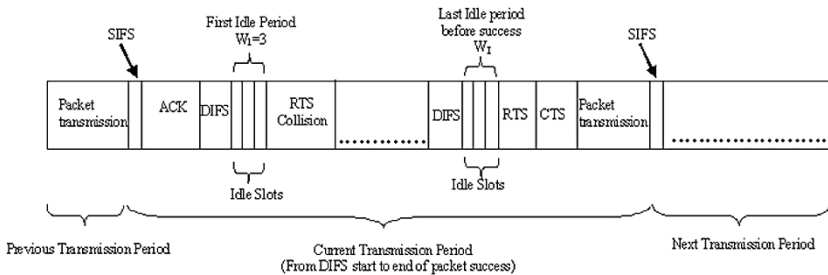 First Idle Period
W1=3
Last Idle period
before success
WI
SIFS
SIFS
Packet
transmission
ACK
DIFS
RTS
Collision
DIFS
RTS
CTS
Packet
transmission
Idle Slots
Idle Slots
Previous Transmission Period
Current Transmission Period
(From DIFS start to end of packet success)
Next Transmission Period